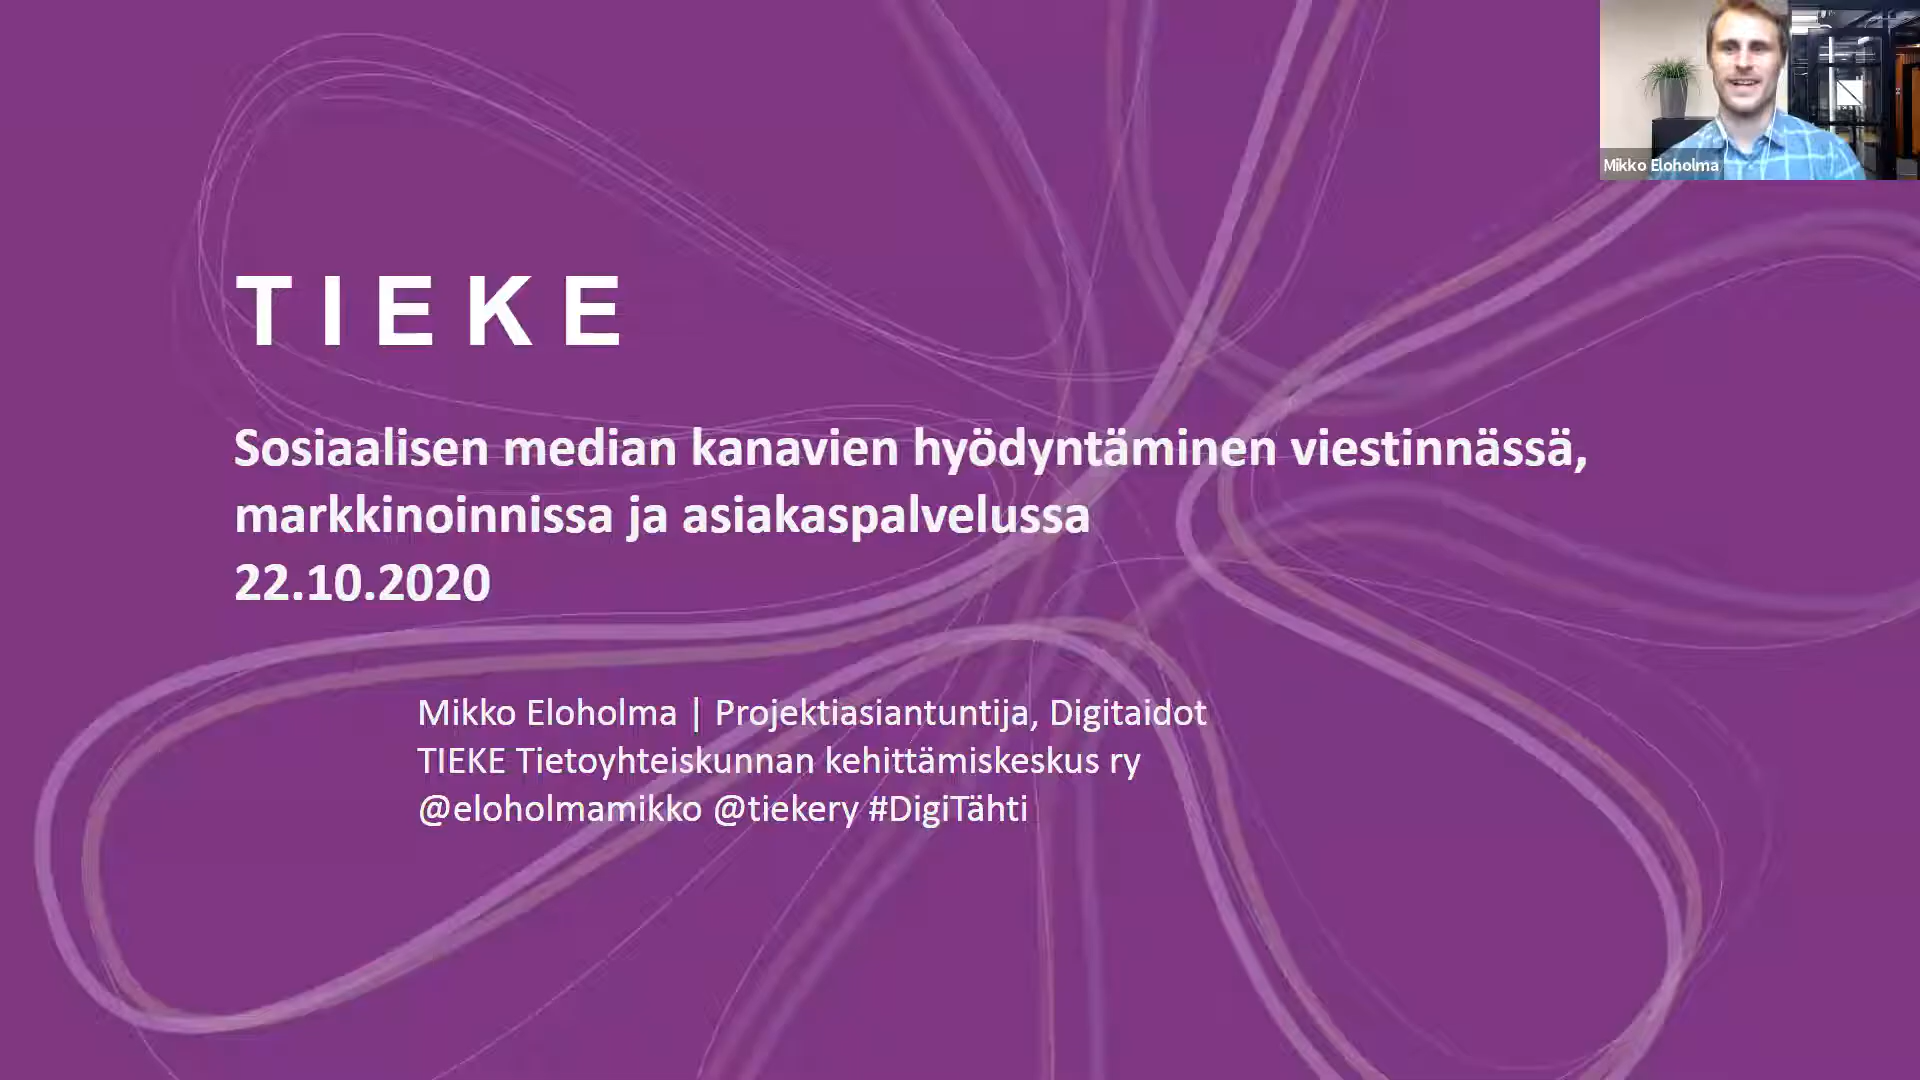 Mikko Eloholma
TIEKE
Sosiaalisen median kanavien hyödyntäminen viestinnässä,
markkinoinnissa ja asiakaspalvelussa
22.10.2020
Mikko Eloholma | Projektiasiantuntija, Digitaidot
TIEKE Tietoyhteiskunnan kehittämiskeskus ry
@eloholmamikko @tiekery #DigiTähti